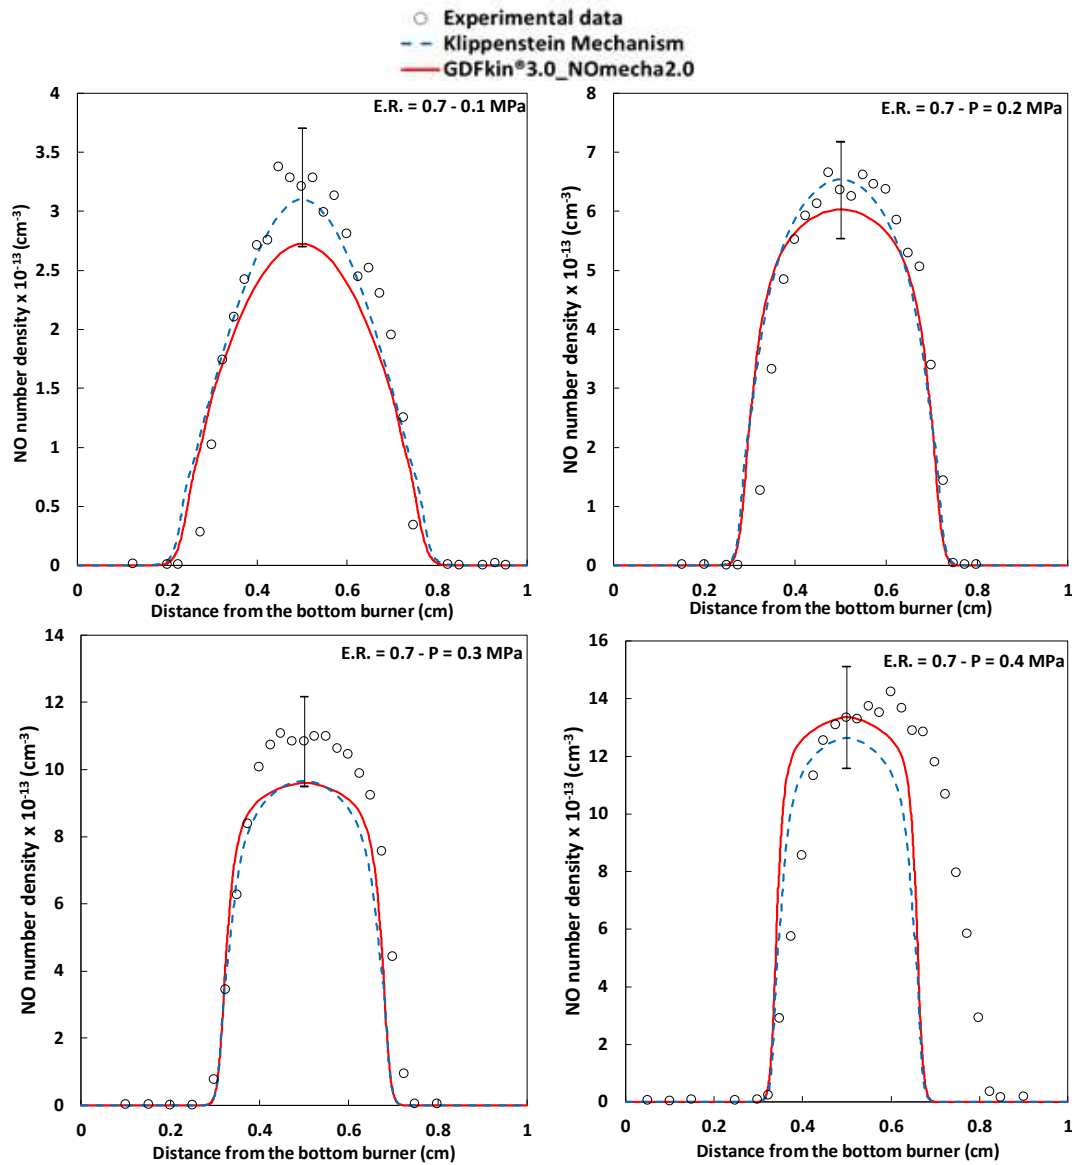 Experimental data
Klippenstein Mechanism
GDFkin®3.0_NOmecha2.0
E.R. = 0.7 - 0.1 MPa
NO number density x 10⁻¹³ (cm⁻³)
4
3.5
3
2.5
2
1.5
1
0.5
0
0 0.2 0.4 0.6 0.8 1
Distance from the bottom burner (cm)
E.R. = 0.7 - P = 0.2 MPa
NO number density x 10⁻¹³ (cm⁻³)
8
7
6
5
4
3
2
1
0
0 0.2 0.4 0.6 0.8 1
Distance from the bottom burner (cm)
E.R. = 0.7 - P = 0.3 MPa
NO number density x 10⁻¹³ (cm⁻³)
14
12
10
8
6
4
2
0
0 0.2 0.4 0.6 0.8 1
Distance from the bottom burner (cm)
E.R. = 0.7 - P = 0.4 MPa
NO number density x 10⁻¹³ (cm⁻³)
16
14
12
10
8
6
4
2
0
0 0.2 0.4 0.6 0.8 1
Distance from the bottom burner (cm)